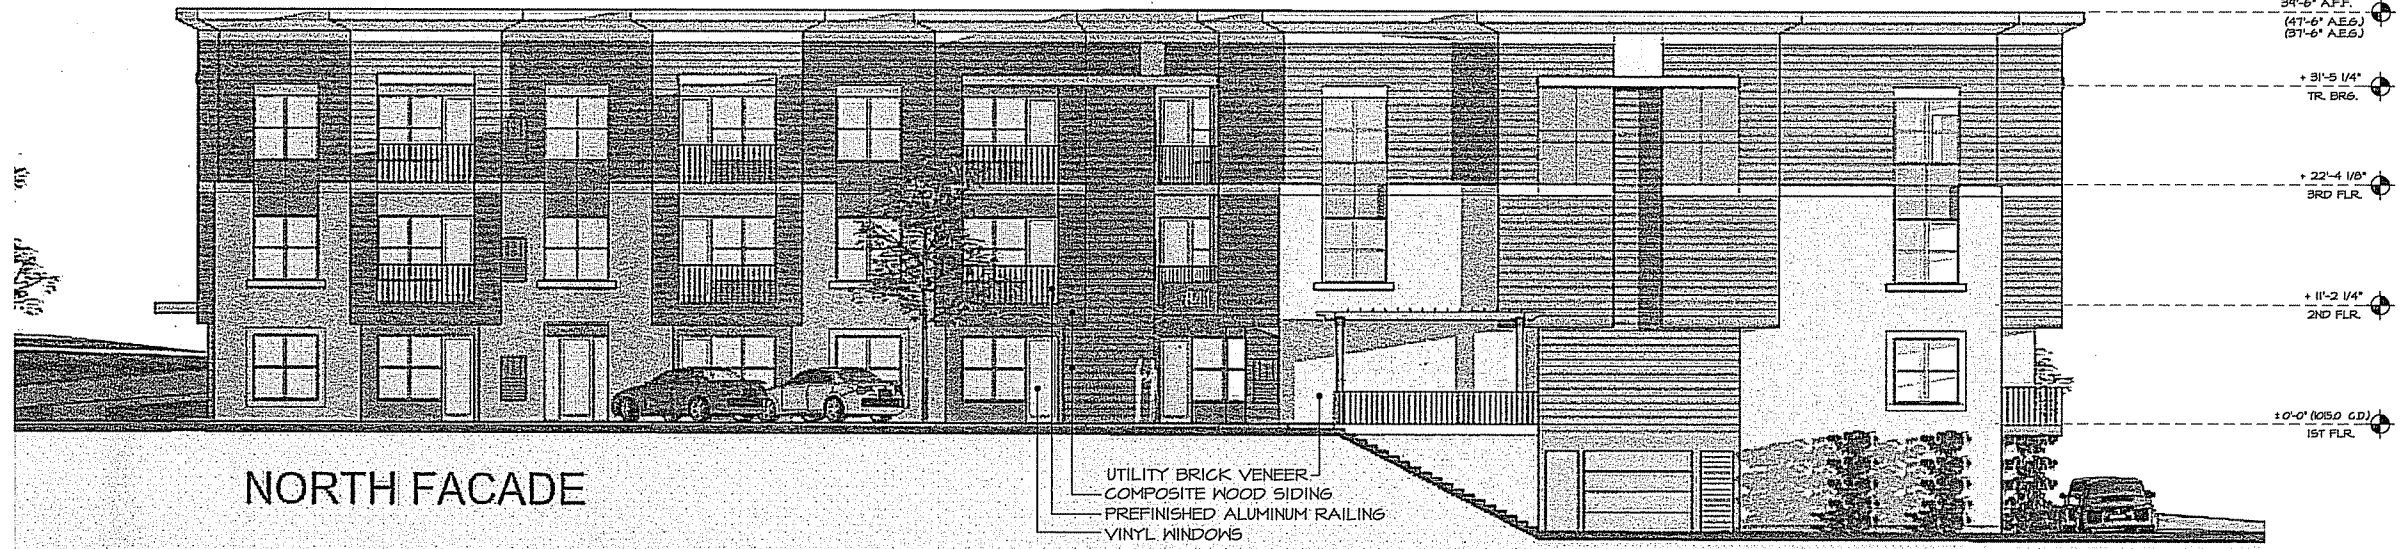 39'-6" A.F.F.
(47'-6" A.E.G.)
(37'-6" A.E.G.)
+ 31'-5 1/4"
TR. BRG.
+ 22'-4 1/8"
3RD FLR.
+ 11'-2 1/4"
2ND FLR.
± 0'-0" (1015.0 C.D.)
1ST FLR.
NORTH FACADE
UTILITY BRICK VENEER
COMPOSITE WOOD SIDING
PREFINISHED ALUMINUM RAILING
VINYL WINDOWS